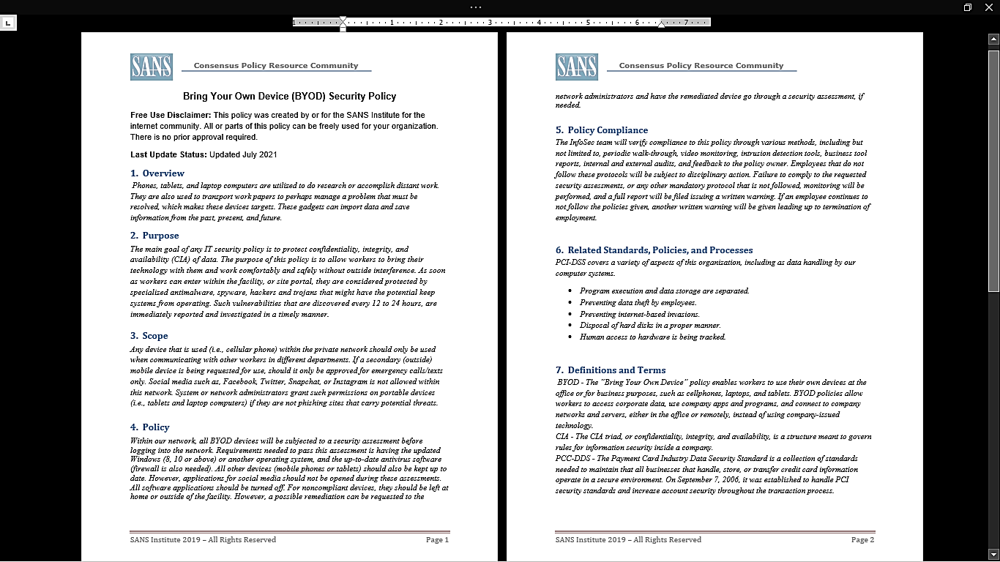 SANS
Consensus Policy Resource Community
Bring Your Own Device (BYOD) Security Policy
Free Use Disclaimer: This policy was created by or for the SANS Institute for the
internet community. All or parts of this policy can be freely used for your organization.
There is no prior approval required.
Last Update Status: Updated July 2021
1. Overview
Phones, tablets, and laptop computers are utilised to do research or accomplish distant work.
They are also used to transport work papers to perhaps manage a problem that must be
resolved, which makes these devices targets. These gadgets can import data and save
information from the past, present, and future.
2. Purpose
The main goal of any IT security policy is to protect confidentiality, integrity, and
availability (CIA) of data. The purpose of this policy is to allow workers to bring their
technology with them and work comfortably and safely without outside interference. As soon
as workers can enter within the facility, or site portal, they are considered protected by
specialized antimalware, spyware, hackers and trojans that might have the potential keep
systems from operating. Such vulnerabilities that are discovered every 12 to 24 hours, are
immediately reported and investigated in a timely manner.
3. Scope
Any device that is used (i.e., cellular phone) within the private network should only be used
when communicating with other workers in different departments. If a secondary (outside)
mobile device is being requested for use, should it only be approved for emergency calls/texts
only. Social media such as, Facebook, Twitter, Snapchat, or Instagram is not allowed within
this network. System or network administrators grant such permissions on portable devices
(i.e., tablets and laptop computers) if they are not phishing sites that carry potential threats.
4. Policy
Within our network, all BYOD devices will be subjected to a security assessment before
logging into the network. Requirements needed to pass this assessment is having the updated
Windows (8, 10 or above) or another operating system, and the up-to-date antivirus software
(firewall is also needed). All other devices (mobile phones or tablets) should also be kept up to
date. However, applications for social media should not be opened during these assessments.
All software applications should be turned off. For noncompliant devices, they should be left at
home or outside of the facility. However, a possible remediation can be requested to the
SANS Institute 2019 – All Rights Reserved Page 1
SANS
Consensus Policy Resource Community
network administrators and have the remediated device go through a security assessment, if
needed.
5. Policy Compliance
The InfoSec team will verify compliance to this policy through various methods, including but
not limited to, periodic walk-through, video monitoring, intrusion detection tools, business tool
reports, internal and external audits, and feedback to the policy owner. Employees that do not
follow these protocols will be subject to disciplinary action. Failure to comply to the requested
security assessments, or any other mandatory protocol that is not followed, monitoring will be
performed, and a full report will be filed issuing a written warning. If an employee continues to
not follow the policies given, another written warning will be given leading up to termination of
employment.
6. Related Standards, Policies, and Processes
PCI-DSS covers a variety of aspects of this organization, including as data handling by our
computer systems.
• Program execution and data storage are separated.
• Preventing data theft by employees.
• Preventing internet-based invasions.
• Disposal of hard disks in a proper manner.
• Human access to hardware is being tracked.
7. Definitions and Terms
BYOD - The "Bring Your Own Device" policy enables workers to use their own devices at the
office or for business purposes, such as cellphones, laptops, and tablets. BYOD policies allow
workers to access corporate data, use company apps and programs, and connect to company
networks and servers, either in the office or remotely, instead of using company-issued
technology.
CIA - The CIA triad, or confidentiality, integrity, and availability, is a structure meant to govern
rules for information security inside a company.
PCC-DDS - The Payment Card Industry Data Security Standard is a collection of standards
needed to maintain that all businesses that handle, store, or transfer credit card information
operate in a secure environment. On September 7, 2006, it was established to handle PCI
security standards and increase account security throughout the transaction process.
SANS Institute 2019 – All Rights Reserved Page 2